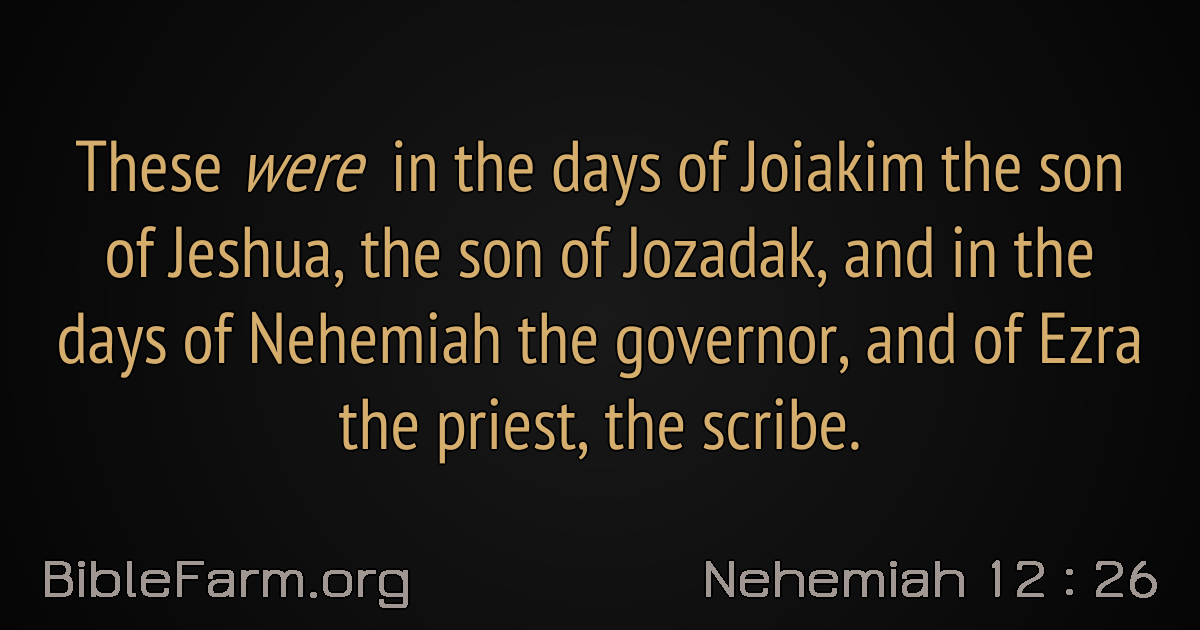 These were in the days of Joiakim the son
of Jeshua, the son of Jozadak, and in the
days of Nehemiah the governor, and of Ezra
the priest, the scribe.
BibleFarm.org
Nehemiah 12 : 26